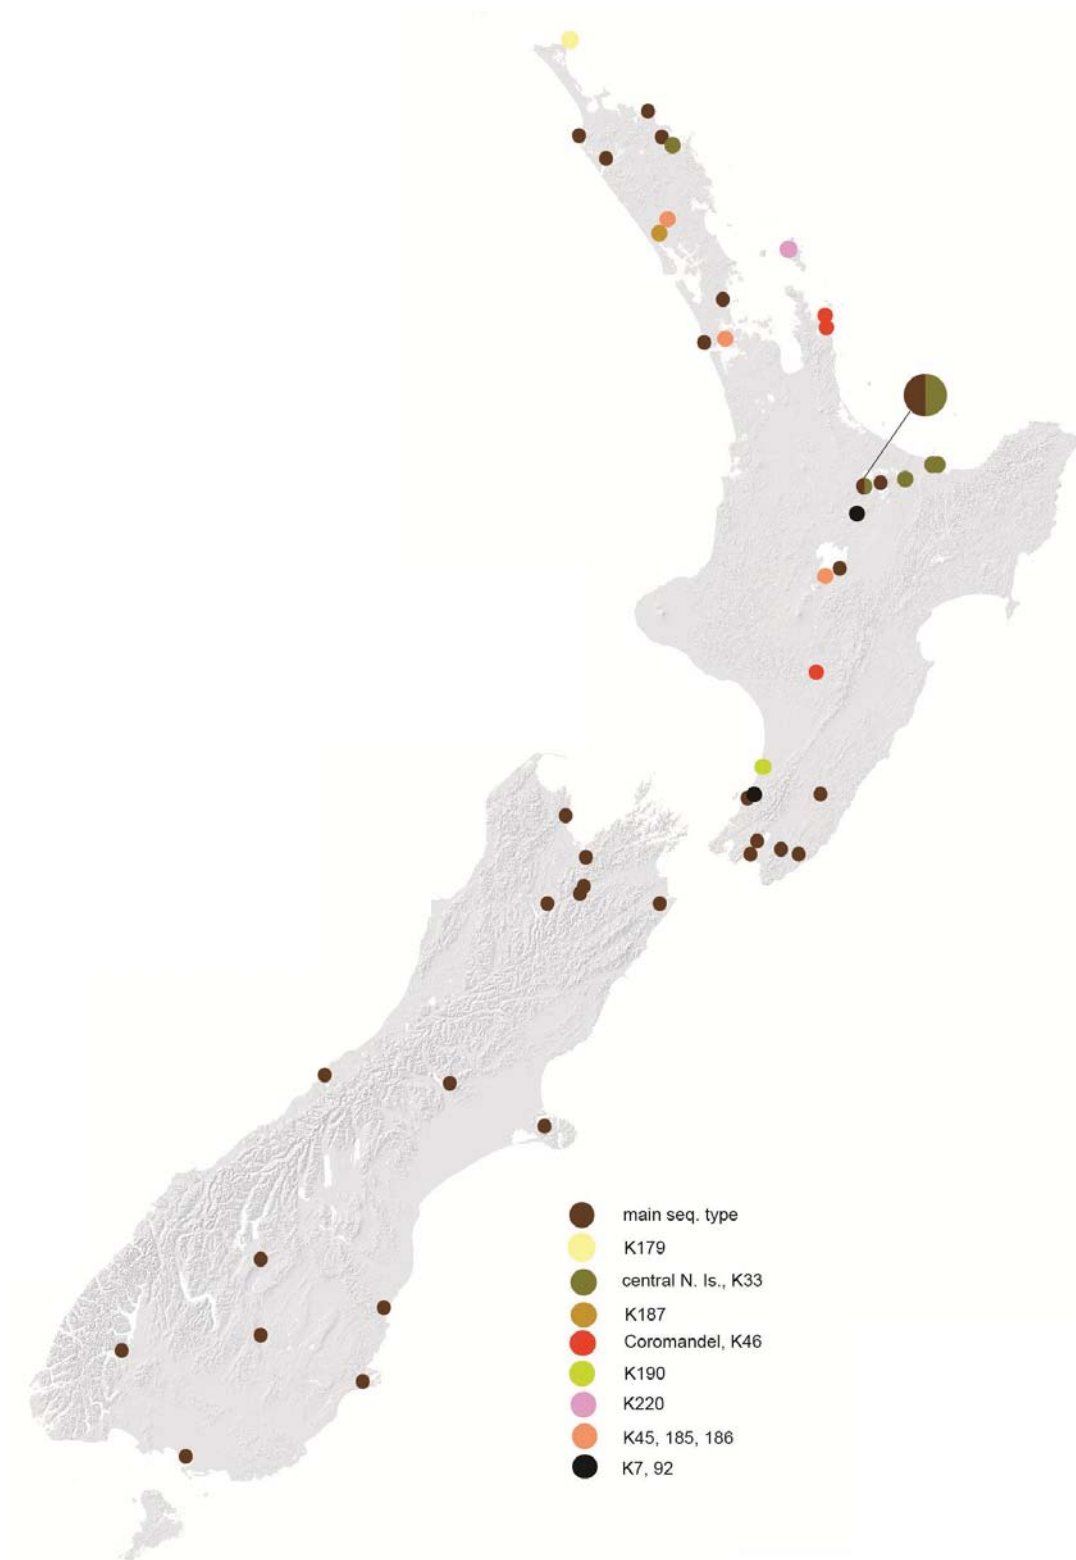 main seq. type
K179
central N. Is., K33
K187
Coromandel, K46
K190
K220
K45, 185, 186
K7, 92